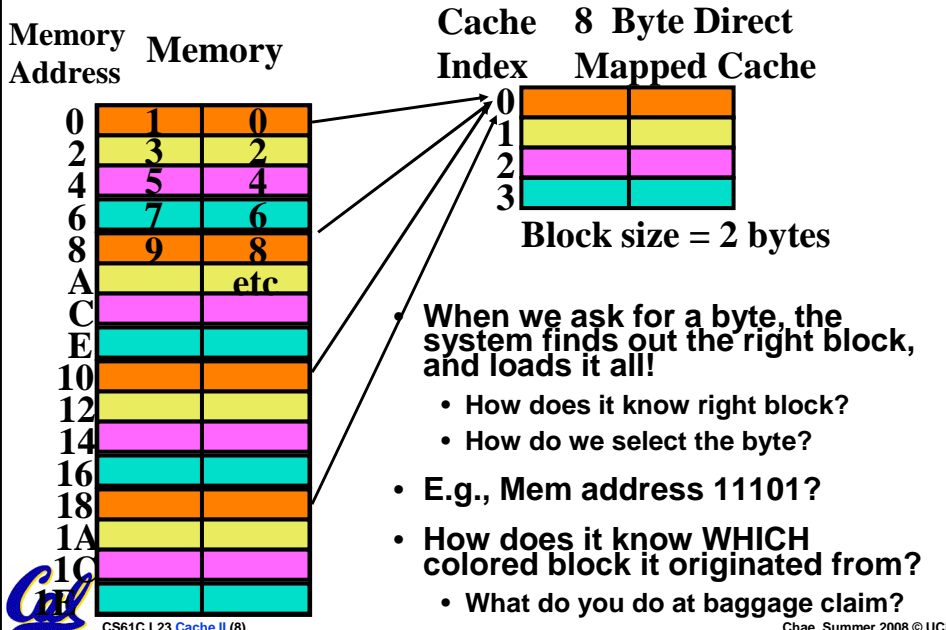 Memory Address
Memory
Cache Index
8 Byte Direct Mapped Cache
0
1
0
2
3
2
4
5
4
6
7
6
8
9
8
A
etc
C
E
10
12
14
16
18
1A
1C
1E
0
1
2
3
Block size = 2 bytes
• When we ask for a byte, the
system finds out the right block,
and loads it all!
• How does it know right block?
• How do we select the byte?
• E.g., Mem address 11101?
• How does it know WHICH
colored block it originated from?
• What do you do at baggage claim?
Cal
CS61C L23 Cache II (8)
Chae, Summer 2008 © UC